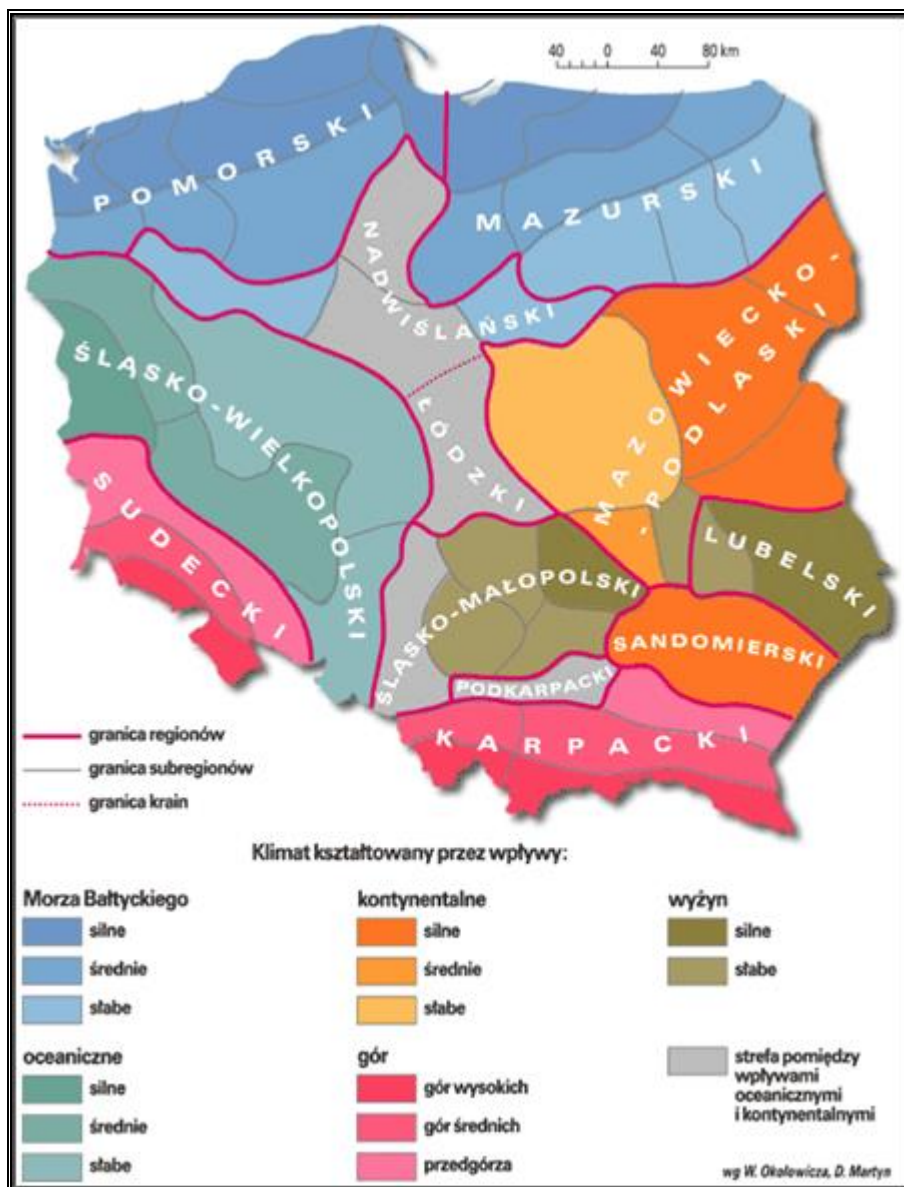 40 0 40 80 km
POMORSKI
MAZURSKI
NADWIŚLAŃSKI
MAZOWIECKO-
-PODLASKI
ŚLĄSKO-WIELKOPOLSKI
ŁÓDZKI
SUDECKI
LUBELSKI
ŚLĄSKO-MAŁOPOLSKI
SANDOMIERSKI
PODKARPACKI
KARPACKI
granica regionów
granica subregionów
granica krain
Klimat kształtowany przez wpływy:
Morza Bałtyckiego
silne
średnie
słabe
kontynentalne
silne
średnie
słabe
wyżyn
silne
słabe
oceaniczne
silne
średnie
słabe
gór
gór wysokich
gór średnich
przedgórza
strefa pomiędzy
wpływami
oceanicznymi
i kontynentalnymi
wg W. Okołowicza, D. Martyn